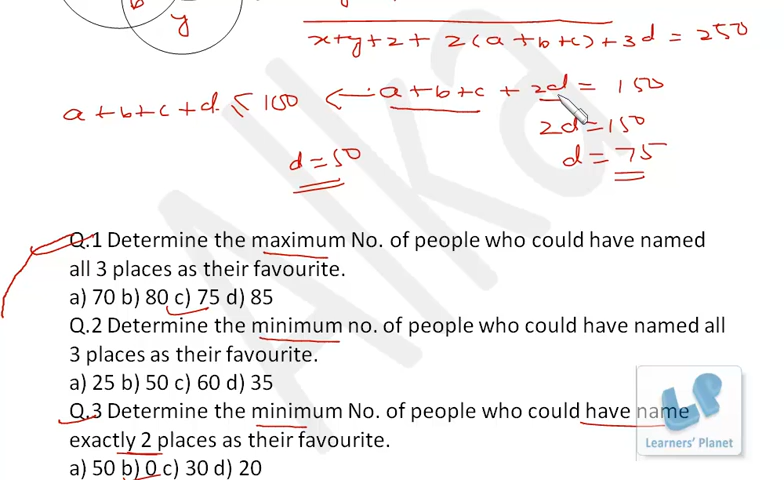 b
y
x+y+z + 2(a+b+c)+3d = 250
a+b+c+d ≤ 100 ← a+b+c + 2d = 150
2d = 150
d = 50
d = 75
Alka
Q.1 Determine the maximum No. of people who could have named
all 3 places as their favourite.
a) 70 b) 80 c) 75 d) 85
Q.2 Determine the minimum no. of people who could have named all
3 places as their favourite.
a) 25 b) 50 c) 60 d) 35
Q.3 Determine the minimum No. of people who could have name
exactly 2 places as their favourite.
a) 50 b) 0 c) 30 d) 20
LP
Learners' Planet